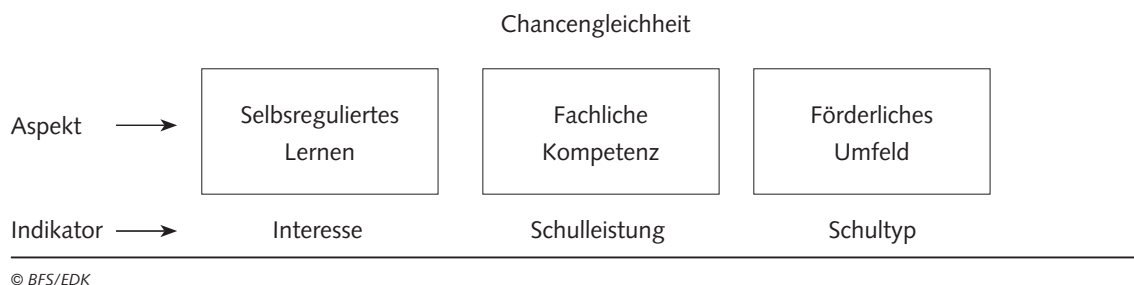 Chancengleichheit
Aspekt
Selbsreguliertes
Lernen
Fachliche
Kompetenz
Förderliches
Umfeld
Indikator
Interesse
Schulleistung
Schultyp
© BFS/EDK